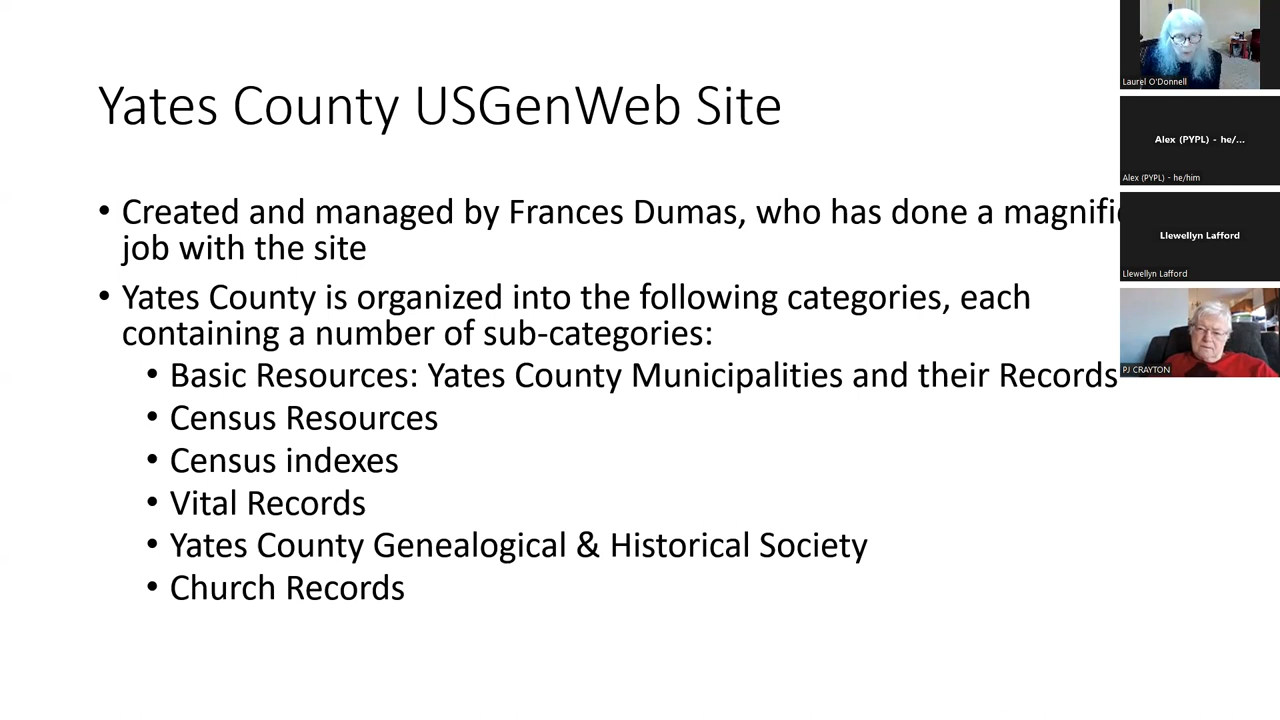 Yates County USGenWeb Site
• Created and managed by Frances Dumas, who has done a
job with the site
• Yates County is organized into the following categories, each
containing a number of sub-categories:
• Basic Resources: Yates County Municipalities and their Records
• Census Resources
• Census indexes
• Vital Records
• Yates County Genealogical & Historical Society
• Church Records
Laurel O'Donnell
Alex (PYPL) - he/...
Alex (PYPL) - he/him
Llewellyn Lafford
Llewellyn Lafford
PJ CRAYTON